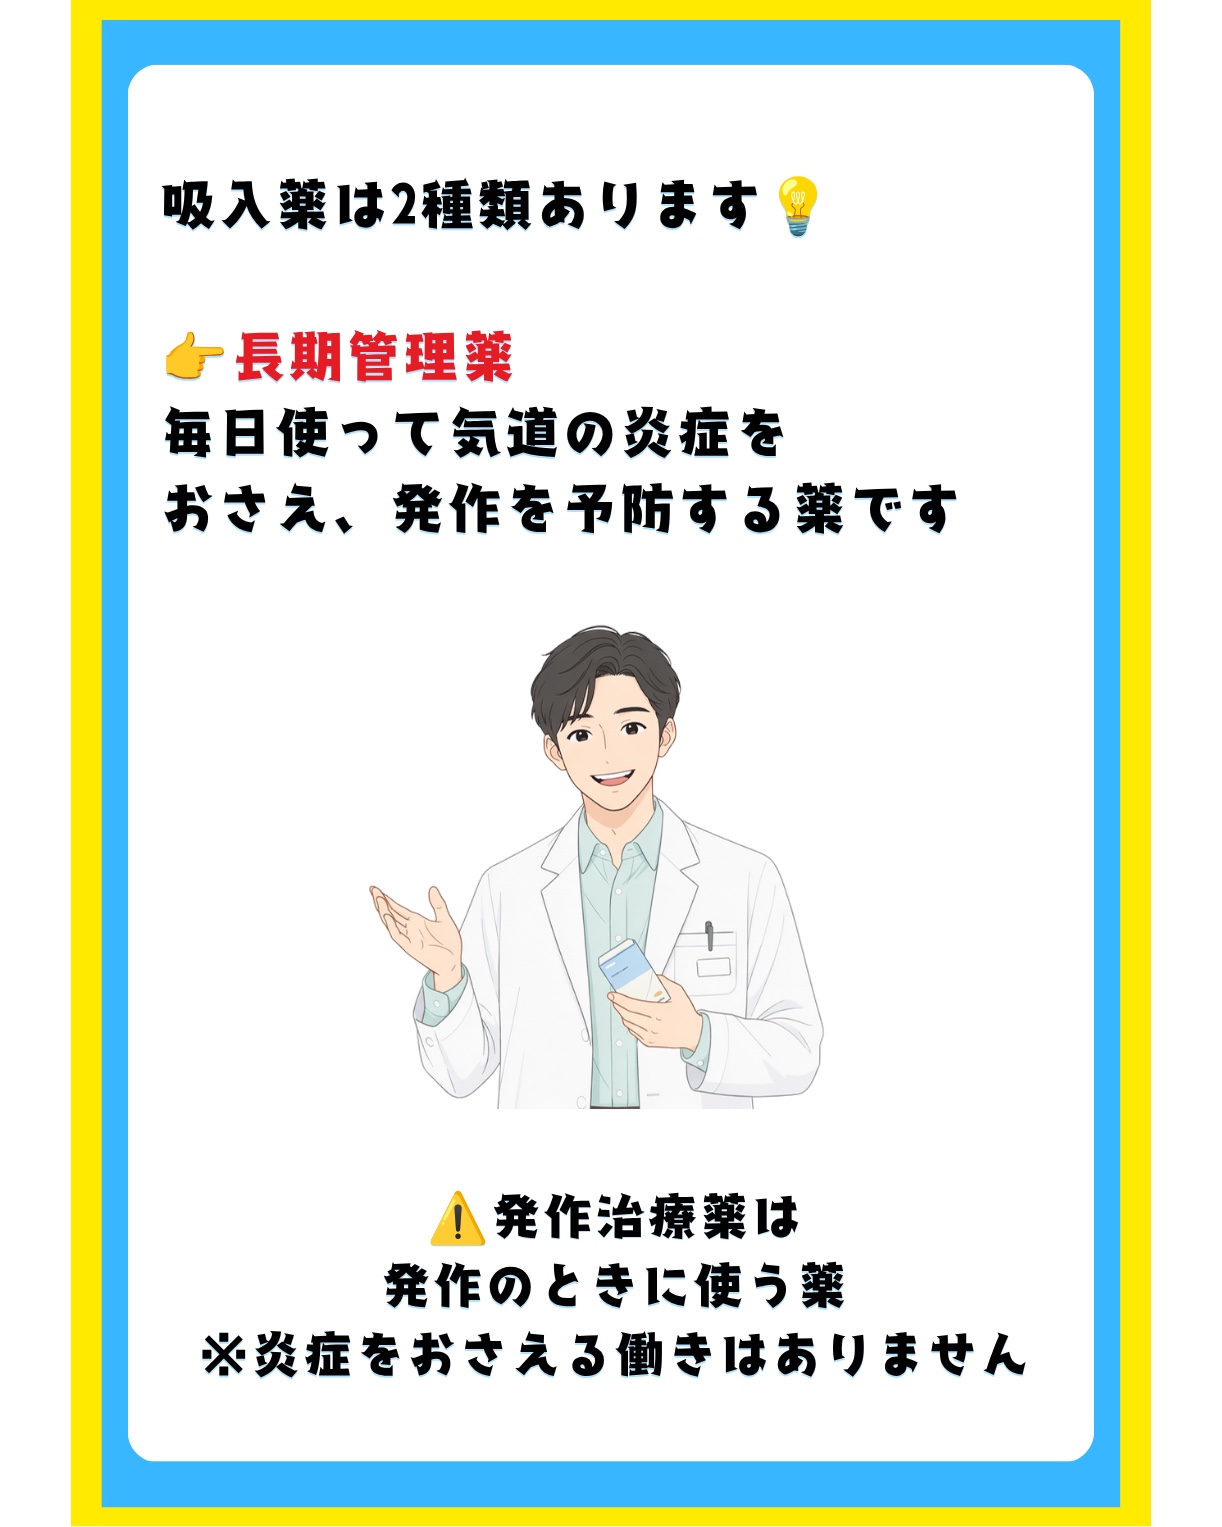 吸入薬は2種類あります💡
👉長期管理薬
毎日使って気道の炎症を
おさえ、発作を予防する薬です
⚠️発作治療薬は
発作のときに使う薬
※炎症をおさえる働きはありません